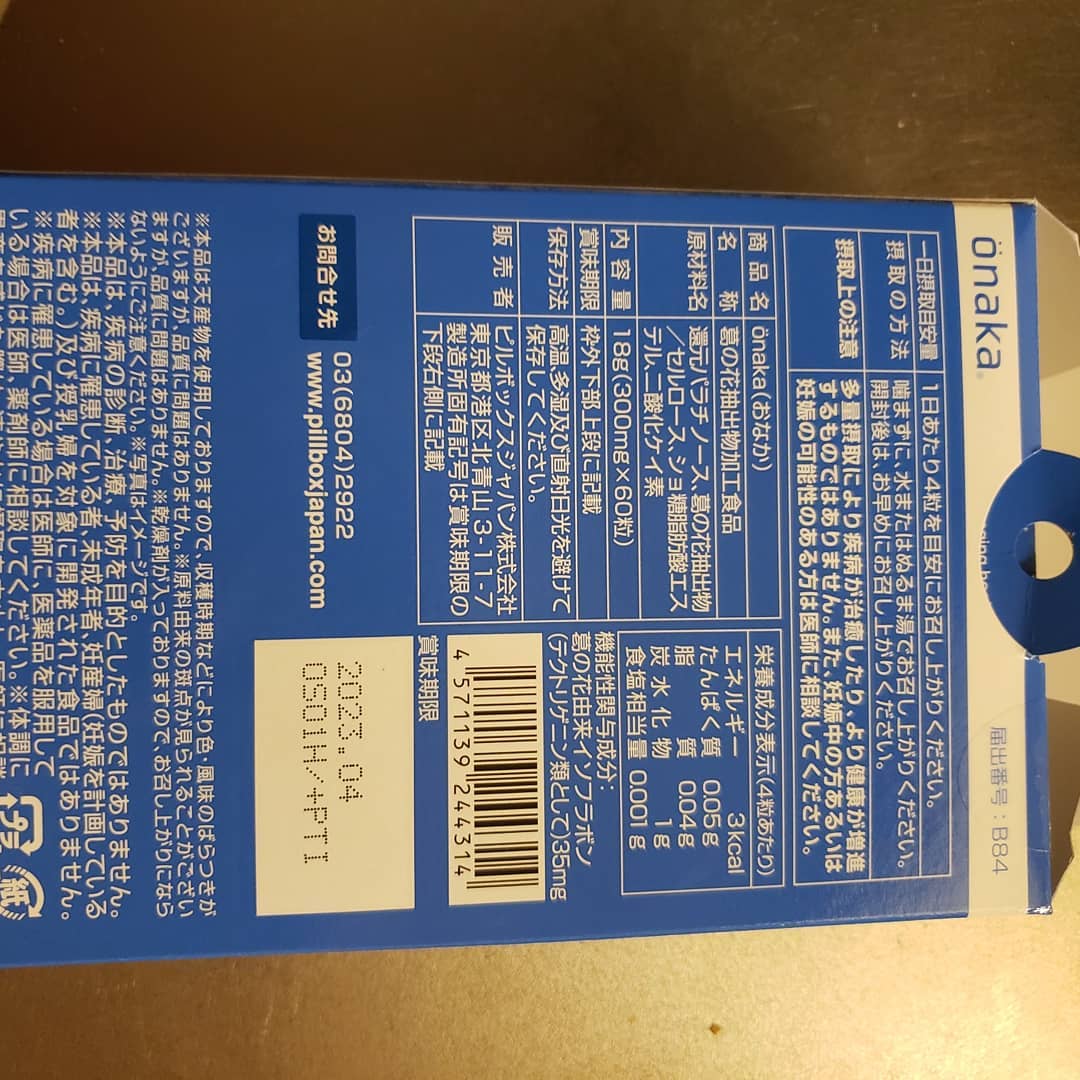 önaka®
届出番号：B84
一日摂取目安量 1日あたり4粒を目安にお召し上がりください。
摂取の方法 噛まずに、水またはぬるま湯でお召し上がりください。
開封後は、お早めにお召し上がりください。
摂取上の注意 多量摂取により疾病が治癒したり、より健康が増進
するものではありません。また、妊娠中の方あるいは
妊娠の可能性のある方は医師に相談してください。
商品名 önaka(おなか)
名称 葛の花抽出物加工食品
原材料名 還元パラチノース、葛の花抽出物
／セルロース、ショ糖脂肪酸エス
テル、二酸化ケイ素
内容量 18g(300mg×60粒)
賞味期限 枠外下部上段に記載
保存方法 高温、多湿及び直射日光を避けて
保存してください。
販売者 ピルボックスジャパン株式会社
東京都港区北青山3-11-7
製造所固有記号は賞味期限の
下段右側に記載
栄養成分表示(4粒あたり)
エネルギー 3kcal
たんぱく質 0.05g
脂質 0.04g
炭水化物 1g
食塩相当量 0.001g
機能性関与成分：
葛の花由来イソフラボン
(テクトリゲニン類として)35mg
4571139244314
賞味期限
2023.04
0S01H/+PTI
お問合せ先 03(6804)2922
www.pillboxjapan.com
※本品は天産物を使用しておりますので、収穫時期などにより色・風味のばらつきが
ございますが、品質に問題はありません。※原料由来の斑点が見られることがござい
ますが、品質に問題はありません。※乾燥剤が入っておりますので、お召し上がりになら
ないようにご注意ください。※写真はイメージです。
※本品は、疾病の診断、治療、予防を目的としたものではありません。
※本品は、疾病に罹患している者、未成年者、妊産婦(妊娠を計画している
者を含む。)及び授乳婦を対象に開発された食品ではありません。
※疾病に罹患している場合は医師に、医薬品を服用して
いる場合は医師、薬剤師に相談してください。※体調に
プラ
紙